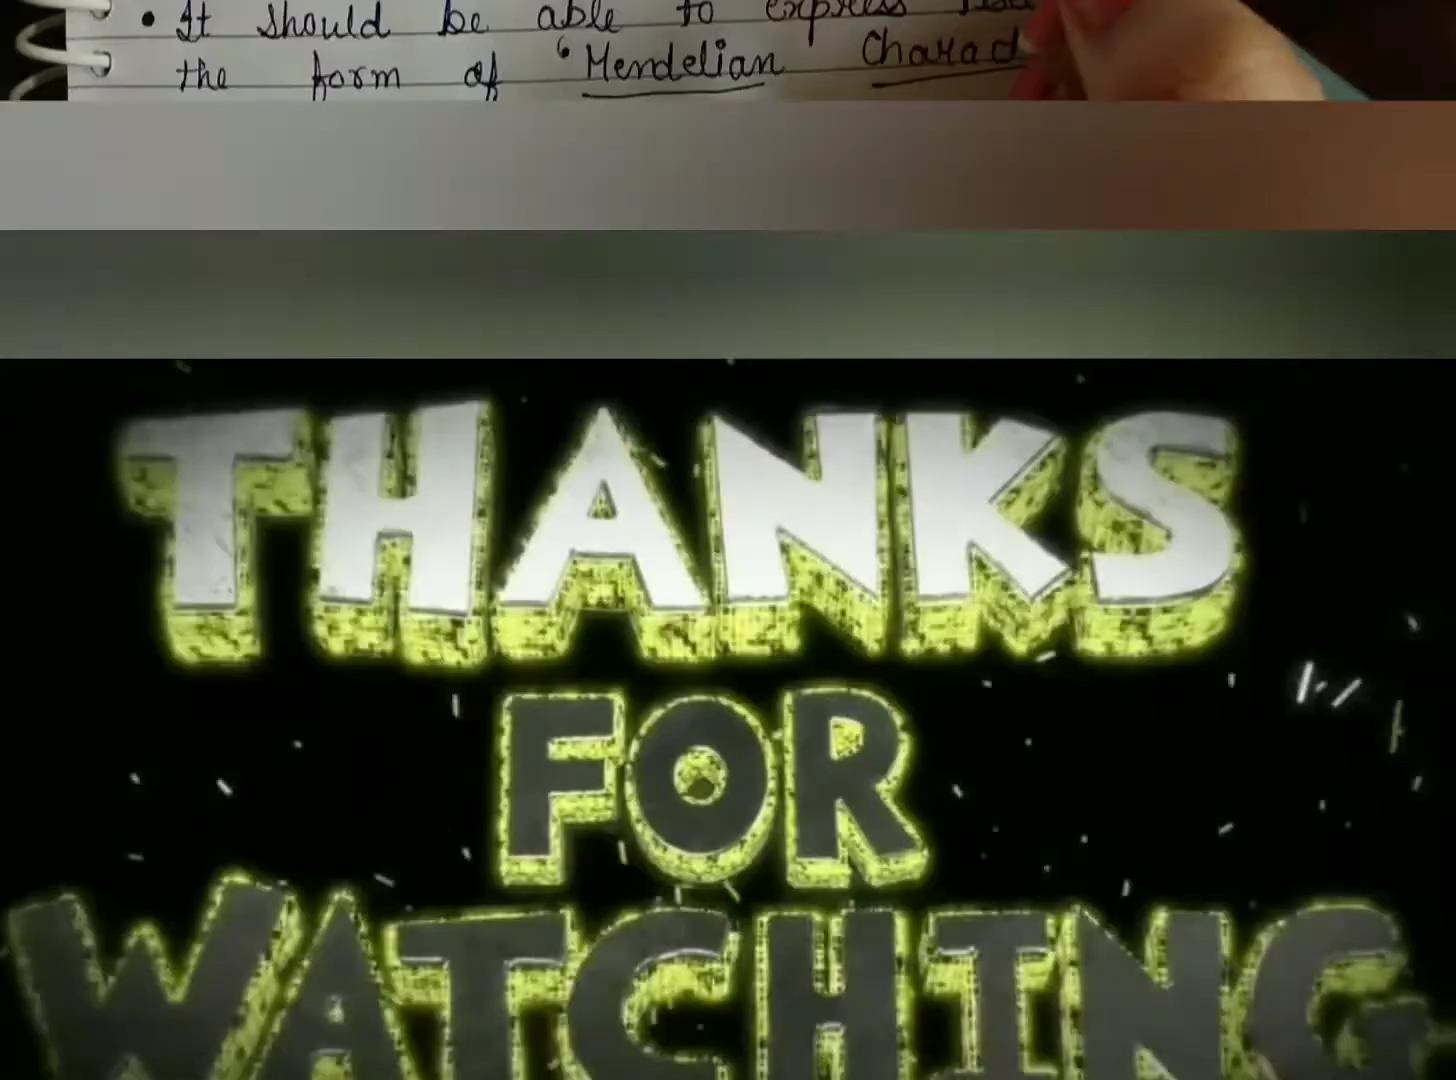 • It should be able to express
the form of 'Mendelian Charac
THANKS
FOR
WATCHING